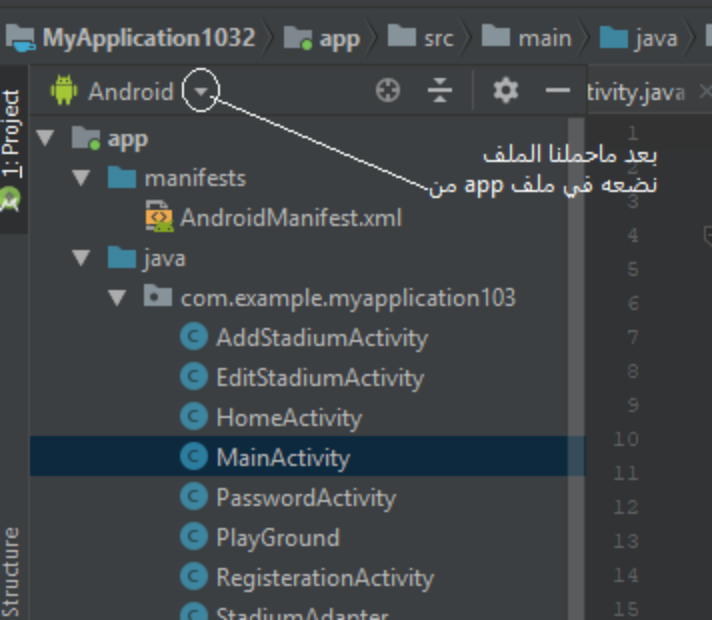 MyApplication1032 app src main java
1: Project
Android
tivity.java
app
manifests
AndroidManifest.xml
java
com.example.myapplication103
AddStadiumActivity
EditStadiumActivity
HomeActivity
MainActivity
PasswordActivity
PlayGround
RegisterationActivity
StadiumAdapter
Structure
بعد ماحملنا الملف
نضعه في ملف app من
1
3
4
5
6
7
8
9
10
11
12
13
14
15